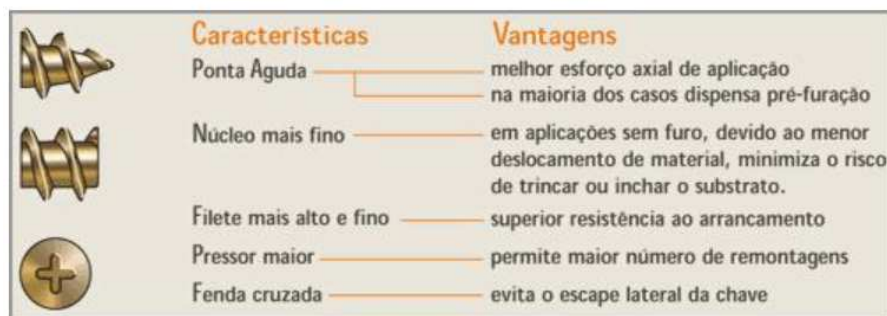 Características
Vantagens
Ponta Aguda
melhor esforço axial de aplicação
na maioria dos casos dispensa pré-furação
Núcleo mais fino
em aplicações sem furo, devido ao menor
deslocamento de material, minimiza o risco
de trincar ou inchar o substrato.
Filete mais alto e fino
superior resistência ao arrancamento
Pressor maior
permite maior número de remontagens
Fenda cruzada
evita o escape lateral da chave